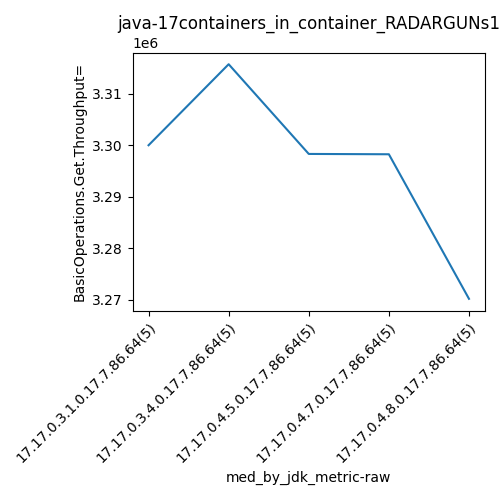 java-17containers_in_container_RADARGUNs1
1e6
BasicOperations.Get.Throughput=
3.31
3.30
3.29
3.28
3.27
17.17.0.3.1.0.17.7.86.64(5)
17.17.0.3.4.0.17.7.86.64(5)
17.17.0.4.5.0.17.7.86.64(5)
17.17.0.4.7.0.17.7.86.64(5)
17.17.0.4.8.0.17.7.86.64(5)
med_by_jdk_metric-raw